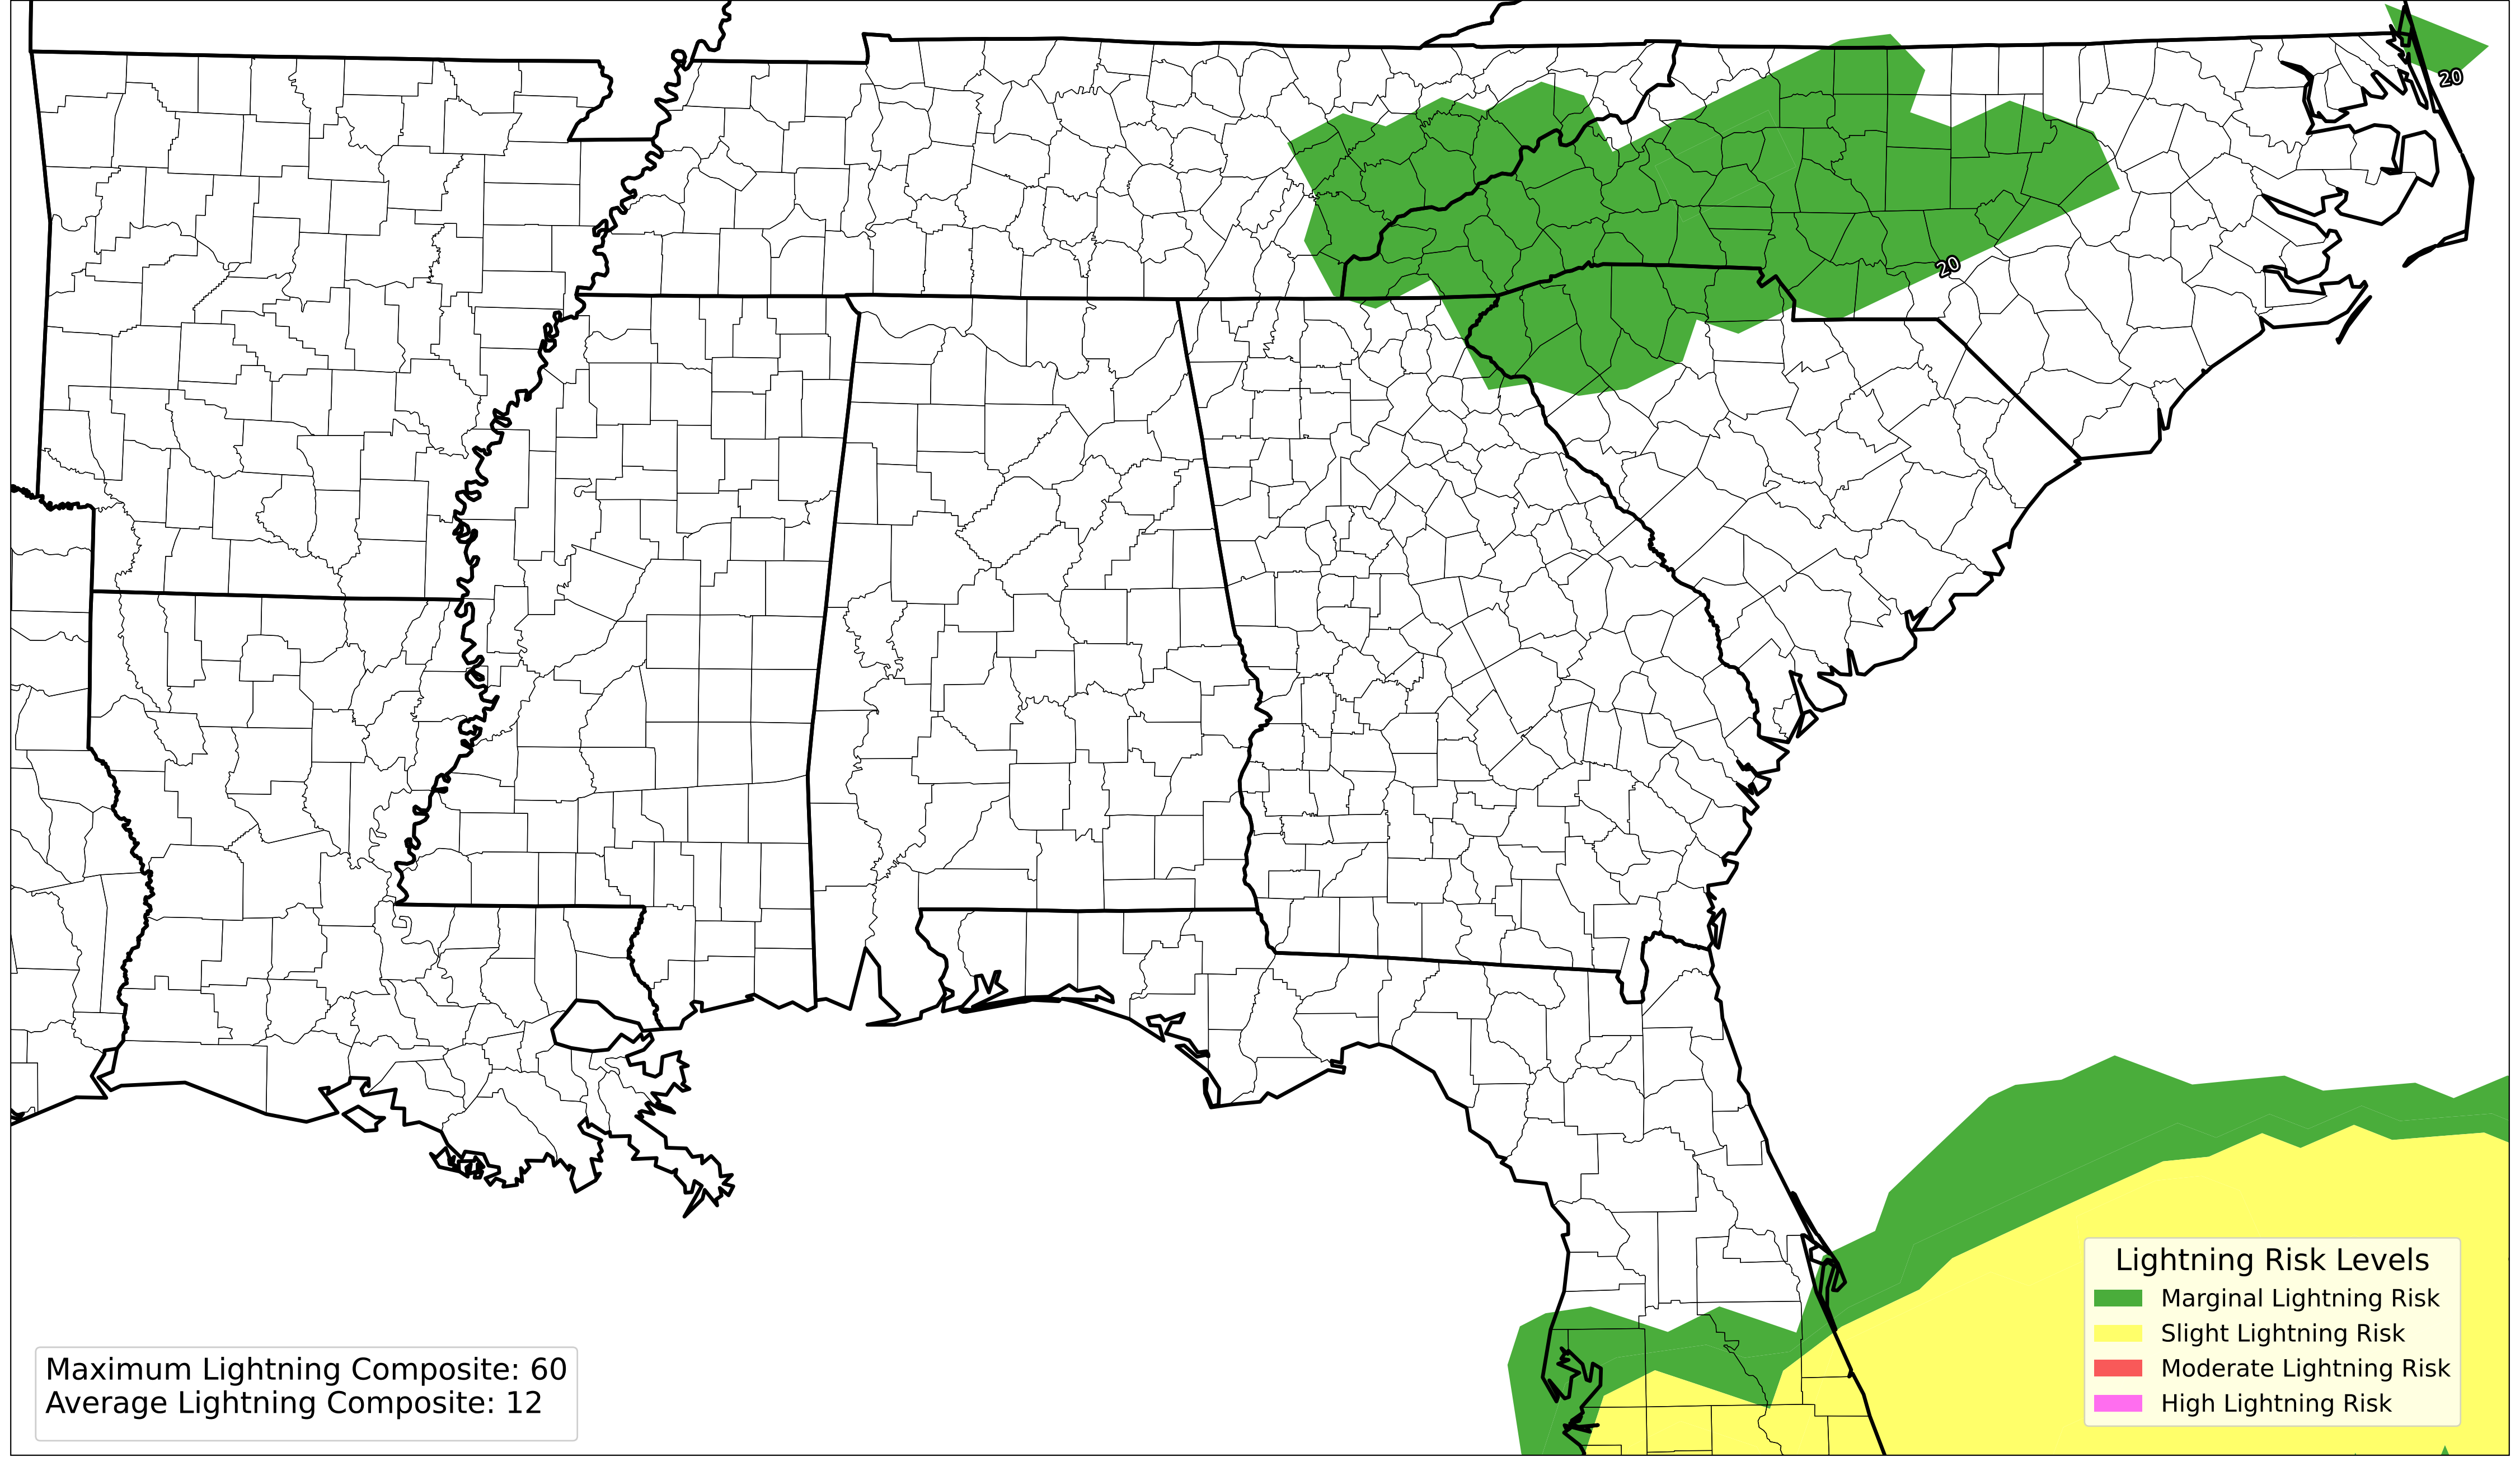 20
20
Lightning Risk Levels
Marginal Lightning Risk
Slight Lightning Risk
Moderate Lightning Risk
High Lightning Risk
Maximum Lightning Composite: 60
Average Lightning Composite: 12